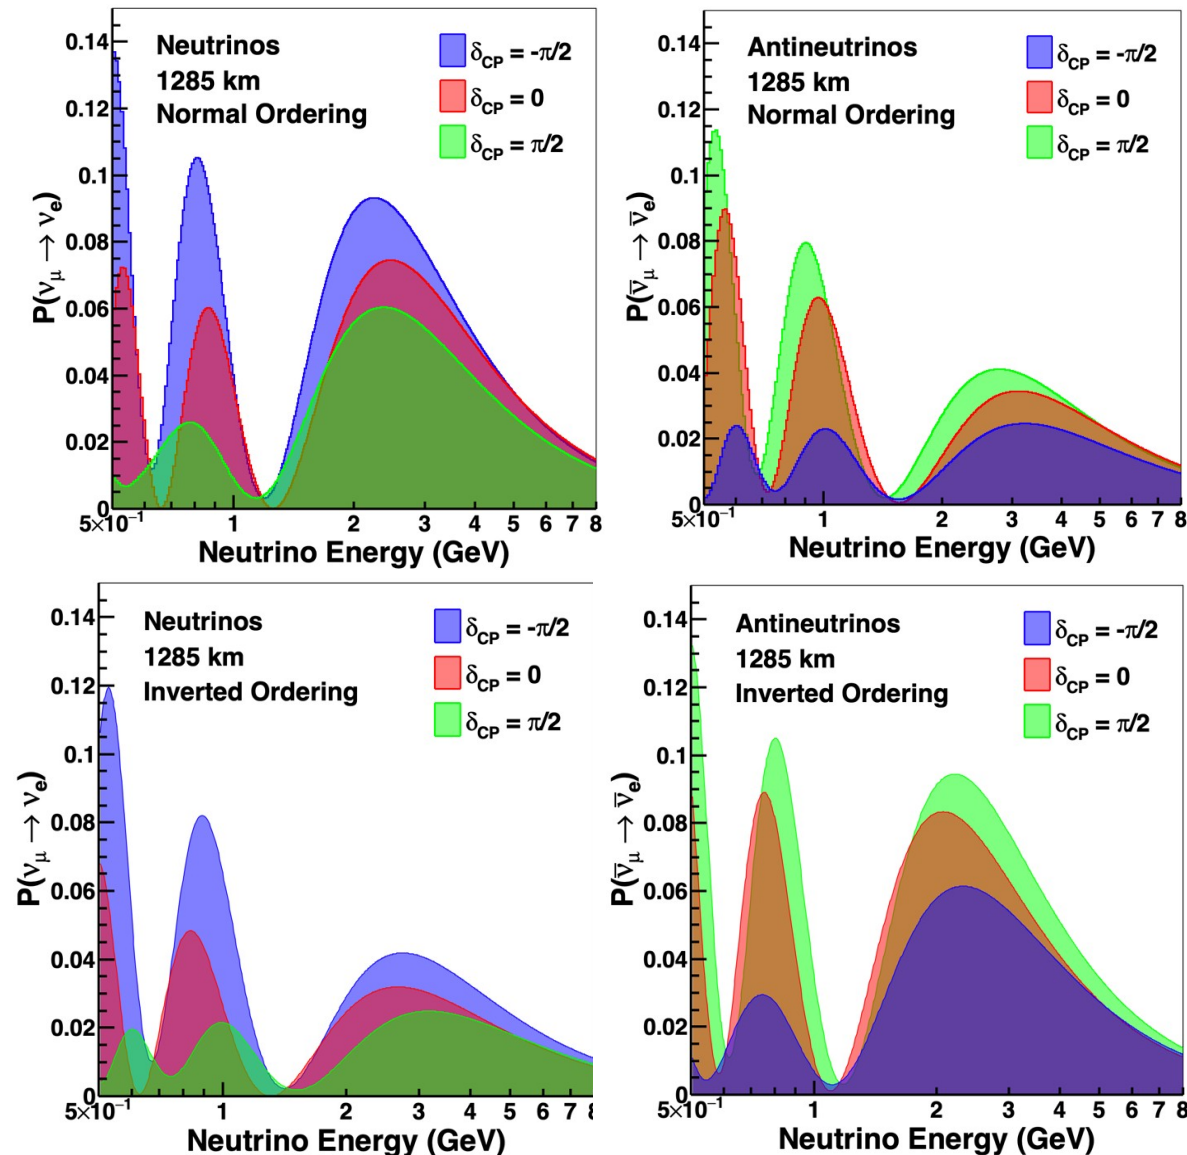 Neutrinos
1285 km
Normal Ordering
δCP = -π/2
δCP = 0
δCP = π/2
P(νμ → νe)
0.14
0.12
0.1
0.08
0.06
0.04
0.02
0
5×10⁻¹ 1 2 3 4 5 6 7 8
Neutrino Energy (GeV)
Antineutrinos
1285 km
Normal Ordering
δCP = -π/2
δCP = 0
δCP = π/2
P(ν̄μ → ν̄e)
0.14
0.12
0.1
0.08
0.06
0.04
0.02
0
5×10⁻¹ 1 2 3 4 5 6 7 8
Neutrino Energy (GeV)
Neutrinos
1285 km
Inverted Ordering
δCP = -π/2
δCP = 0
δCP = π/2
P(νμ → νe)
0.14
0.12
0.1
0.08
0.06
0.04
0.02
0
5×10⁻¹ 1 2 3 4 5 6 7 8
Neutrino Energy (GeV)
Antineutrinos
1285 km
Inverted Ordering
δCP = -π/2
δCP = 0
δCP = π/2
P(ν̄μ → ν̄e)
0.14
0.12
0.1
0.08
0.06
0.04
0.02
0
5×10⁻¹ 1 2 3 4 5 6 7 8
Neutrino Energy (GeV)